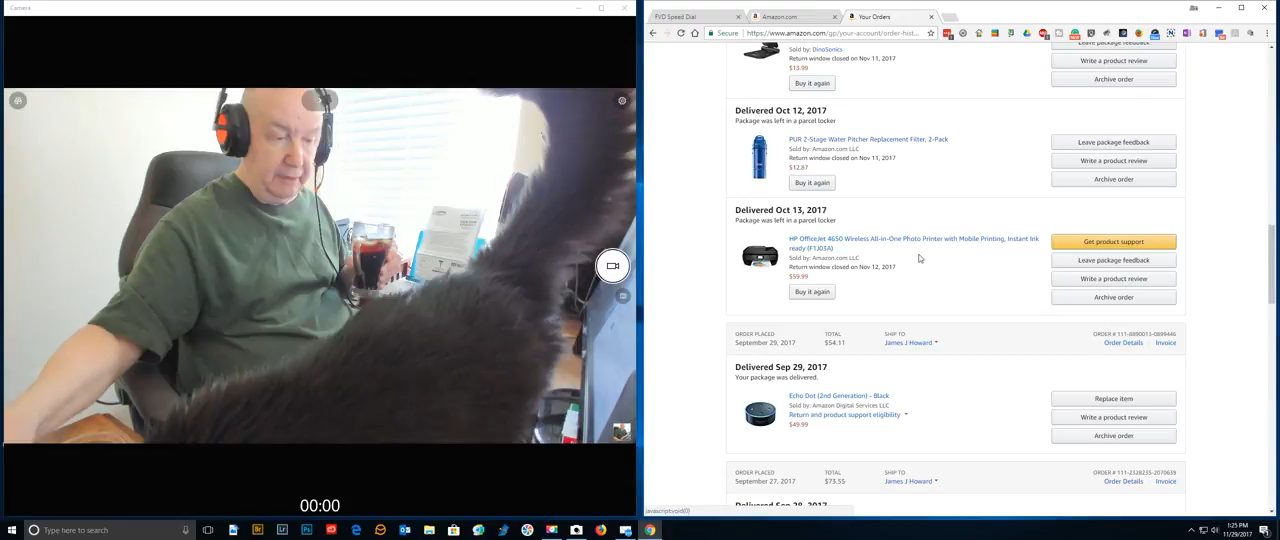 Camera
00:00
FVD Speed Dial
Amazon.com
Your Orders
Secure
https://www.amazon.com/gp/your-account/order-hist...
Sold by: DinoSonics
Return window closed on Nov 11, 2017
$13.99
Buy it again
Leave package feedback
Write a product review
Archive order
Delivered Oct 12, 2017
Package was left in a parcel locker
PUR 2-Stage Water Pitcher Replacement Filter, 2-Pack
Sold by: Amazon.com LLC
Return window closed on Nov 11, 2017
$12.87
Buy it again
Leave package feedback
Write a product review
Archive order
Delivered Oct 13, 2017
Package was left in a parcel locker
HP OfficeJet 4650 Wireless All-in-One Photo Printer with Mobile Printing, Instant Ink
ready (F1J03A)
Sold by: Amazon.com LLC
Return window closed on Nov 12, 2017
$59.99
Buy it again
Get product support
Leave package feedback
Write a product review
Archive order
ORDER PLACED
September 29, 2017
TOTAL
$54.11
SHIP TO
James J Howard
ORDER # 111-8890013-0899446
Order Details
Invoice
Delivered Sep 29, 2017
Your package was delivered.
Echo Dot (2nd Generation) - Black
Sold by: Amazon Digital Services LLC
Return and product support eligibility
$49.99
Replace item
Write a product review
Archive order
ORDER PLACED
September 27, 2017
TOTAL
$73.55
SHIP TO
James J Howard
ORDER # 111-2328235-2070639
Order Details
Invoice
Delivered Sep 28, 2017
javascript:void(0)
Type here to search
1:25 PM
11/29/2017